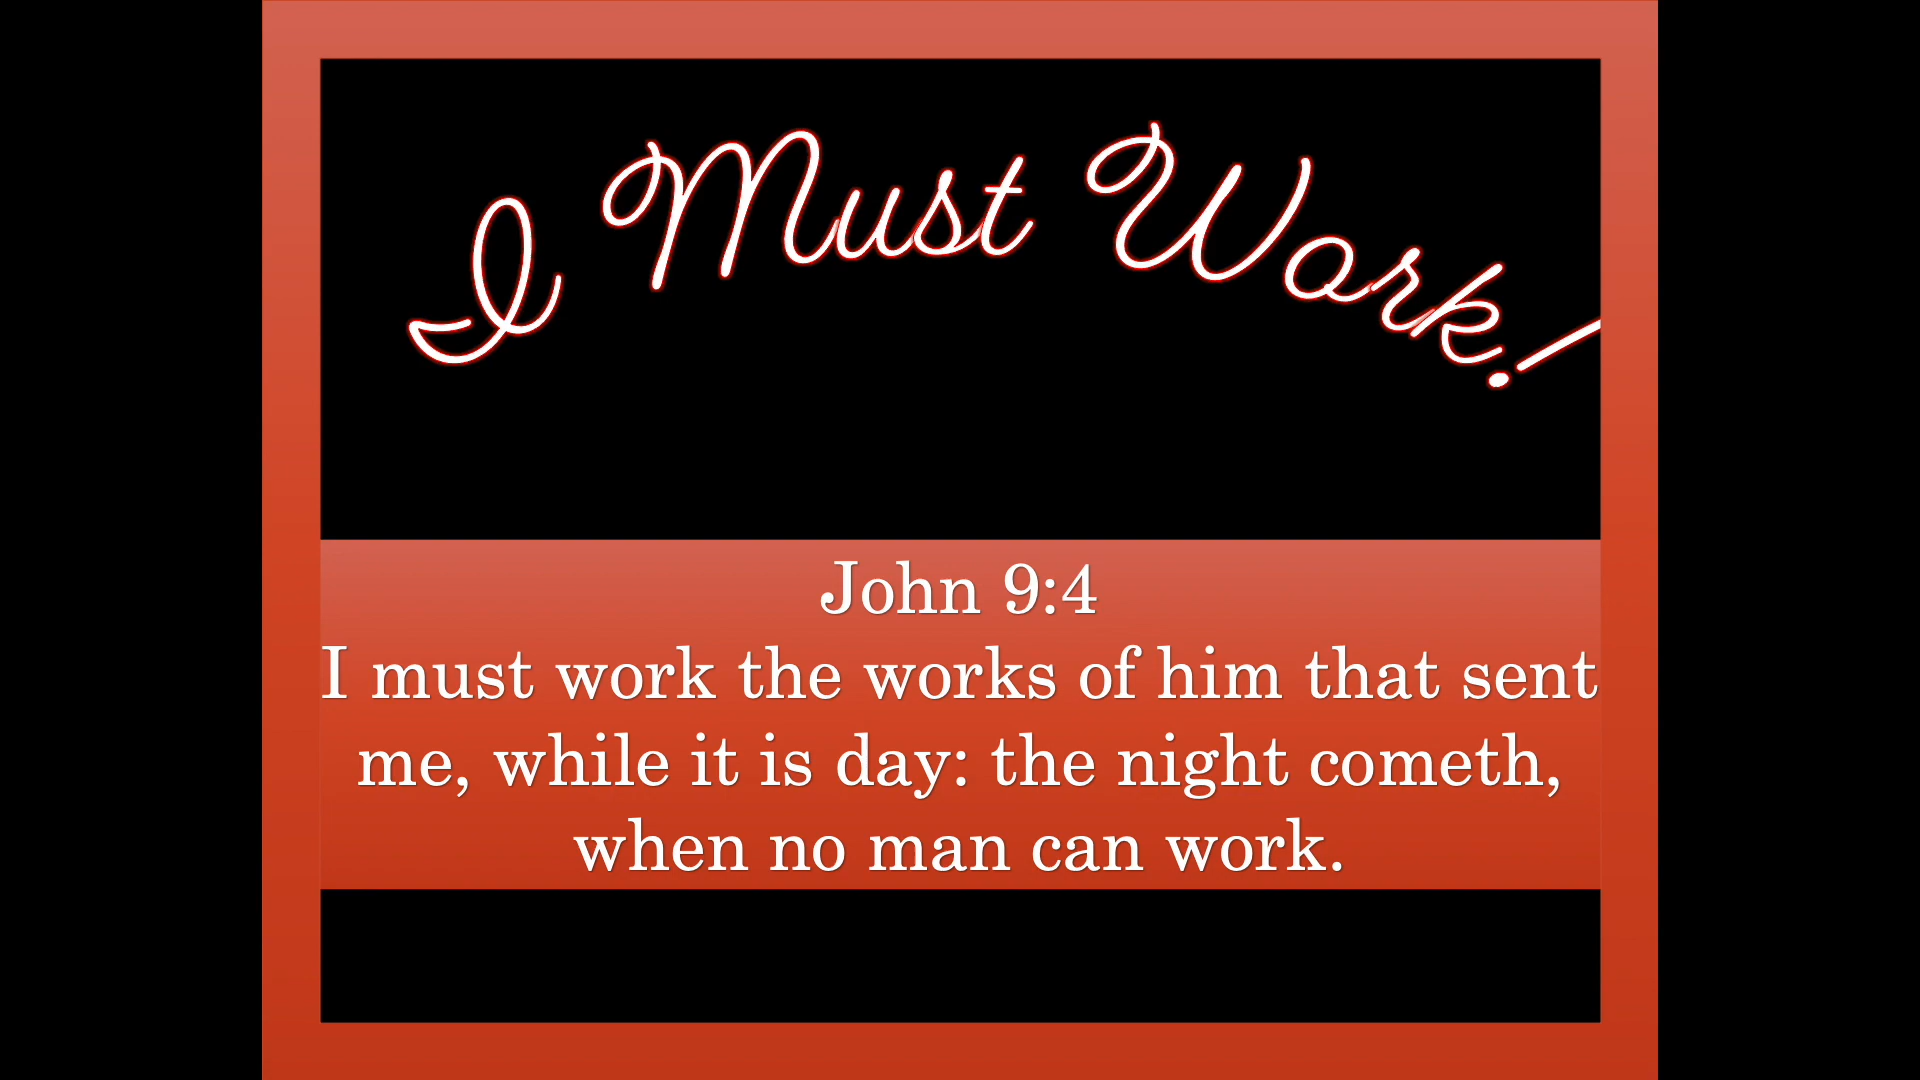 I Must Work!
John 9:4
I must work the works of him that sent
me, while it is day: the night cometh,
when no man can work.